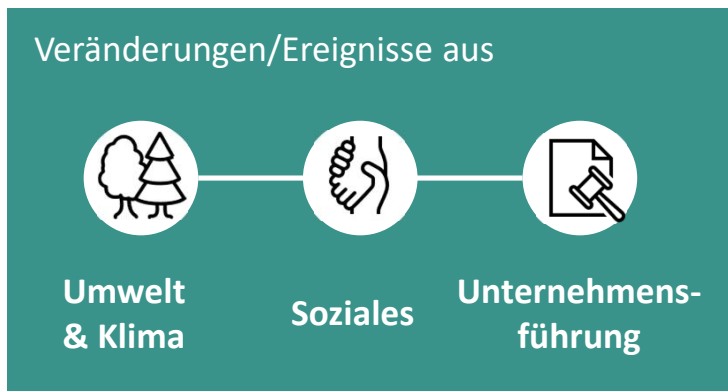 Veränderungen/Ereignisse aus
Umwelt
& Klima
Soziales
Unternehmens-
führung